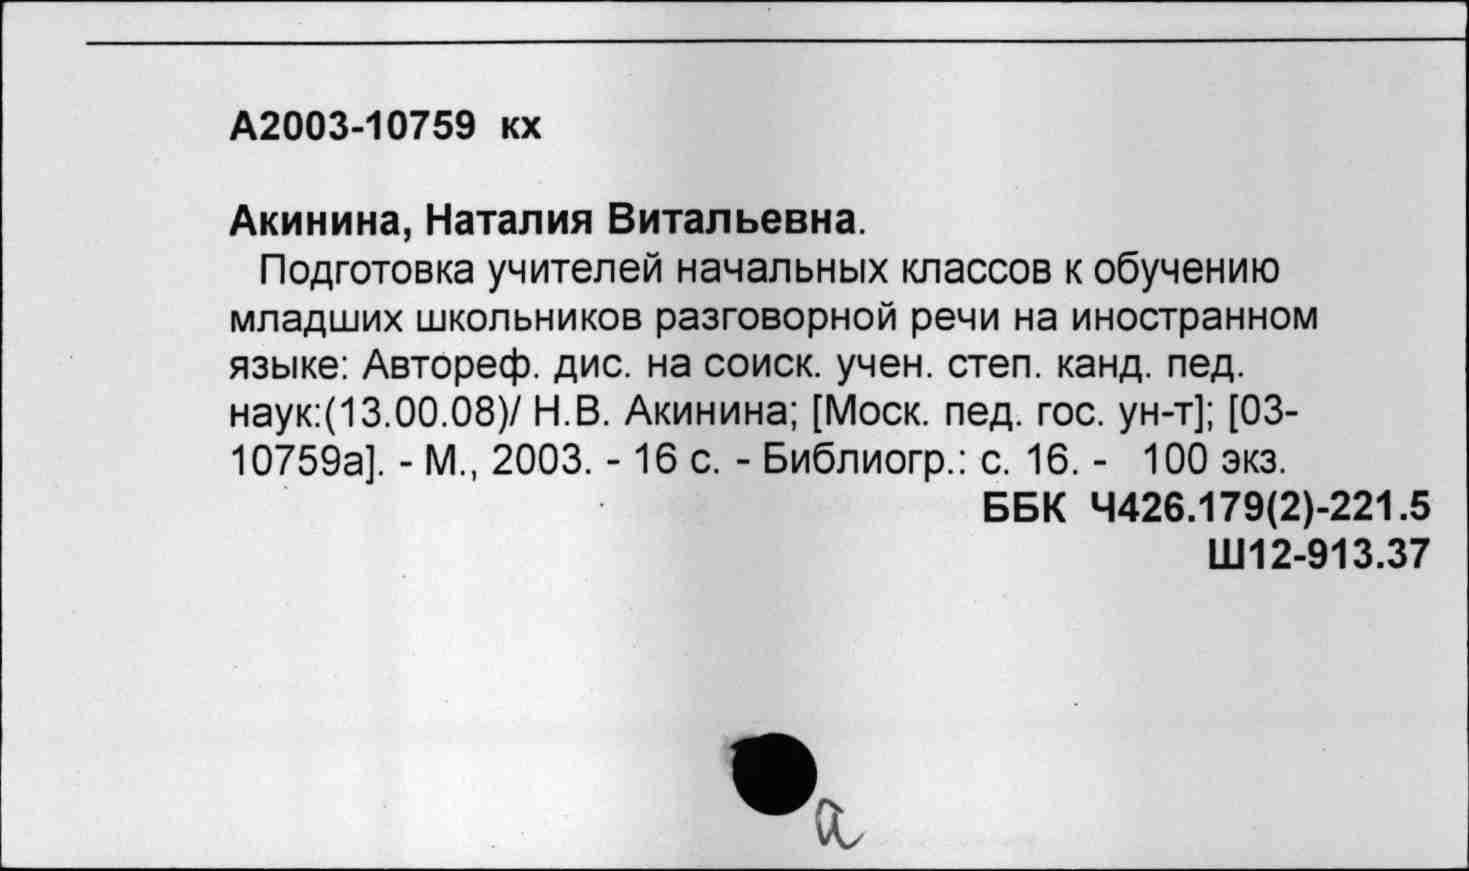 А2003-10759 кх
Акинина, Наталия Витальевна.
Подготовка учителей начальных классов к обучению
младших школьников разговорной речи на иностранном
языке: Автореф. дис. на соиск. учен. степ. канд. пед.
наук:(13.00.08)/ Н.В. Акинина; [Моск. пед. гос. ун-т]; [03-
10759а]. - М., 2003. - 16 с. - Библиогр.: с. 16. - 100 экз.
ББК Ч426.179(2)-221.5
Ш12-913.37
а